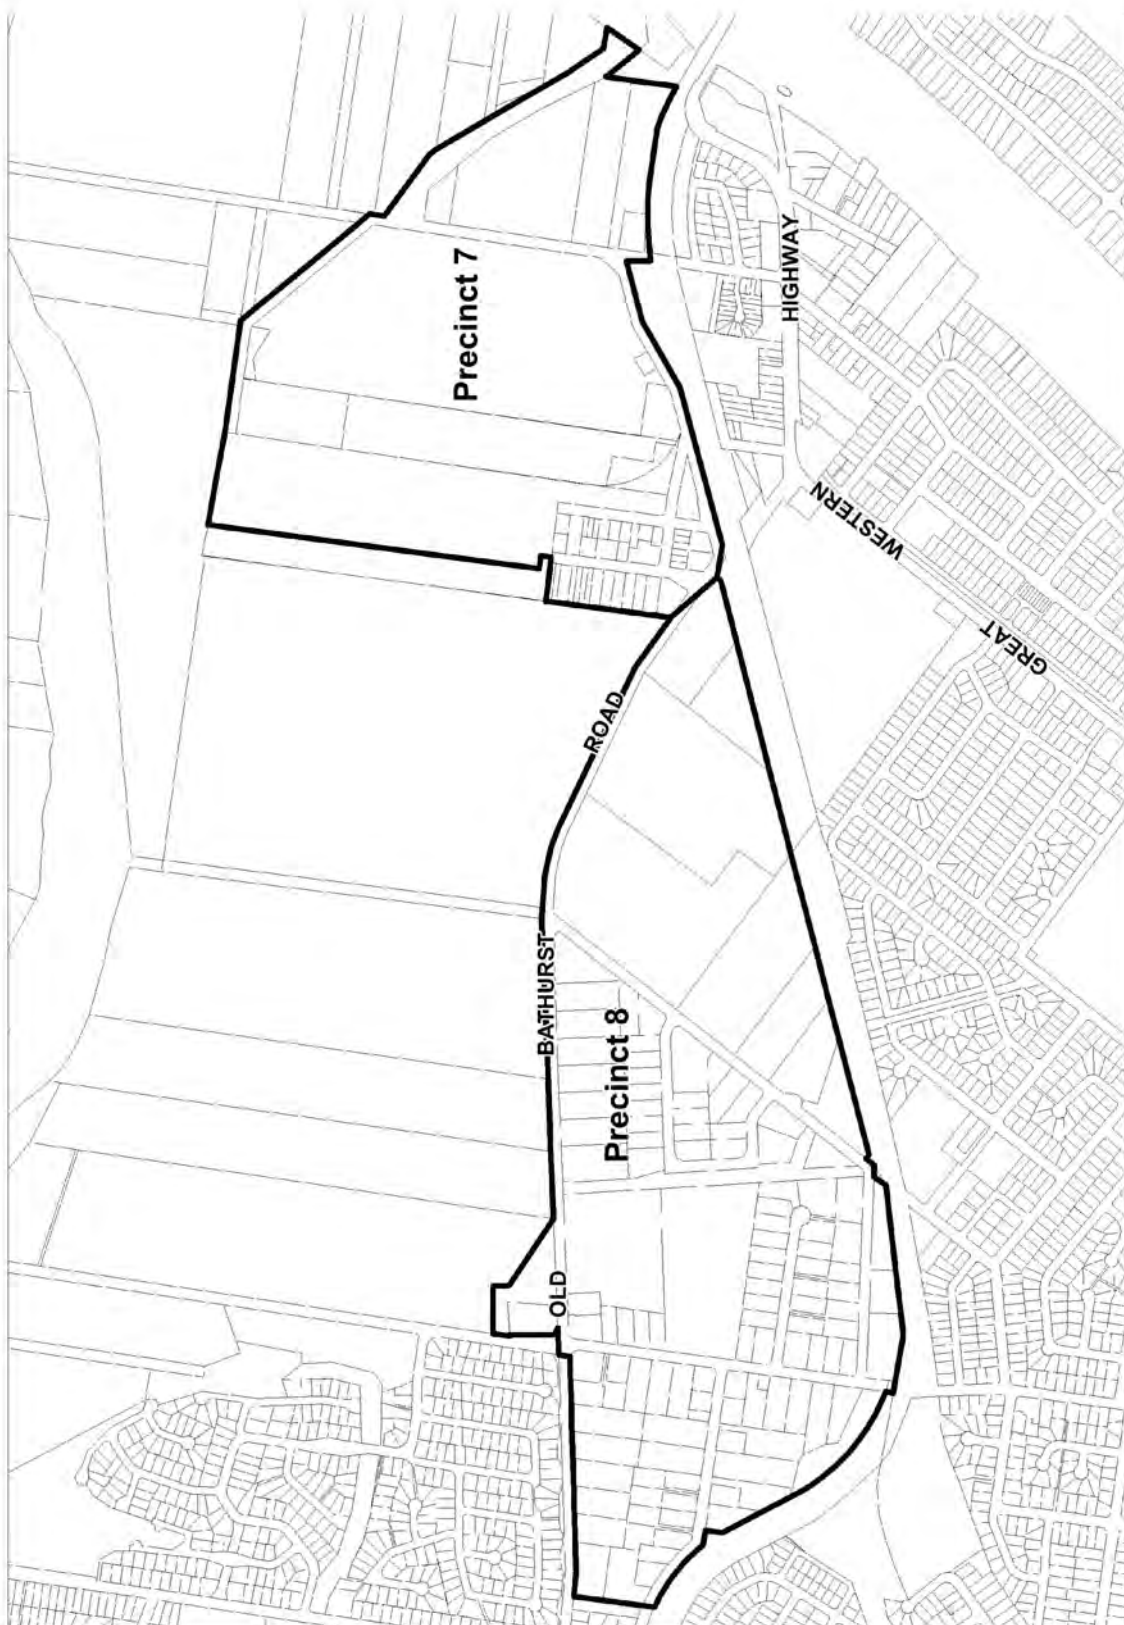 Precinct 7
HIGHWAY
WESTERN
GREAT
ROAD
BATHURST
OLD
Precinct 8